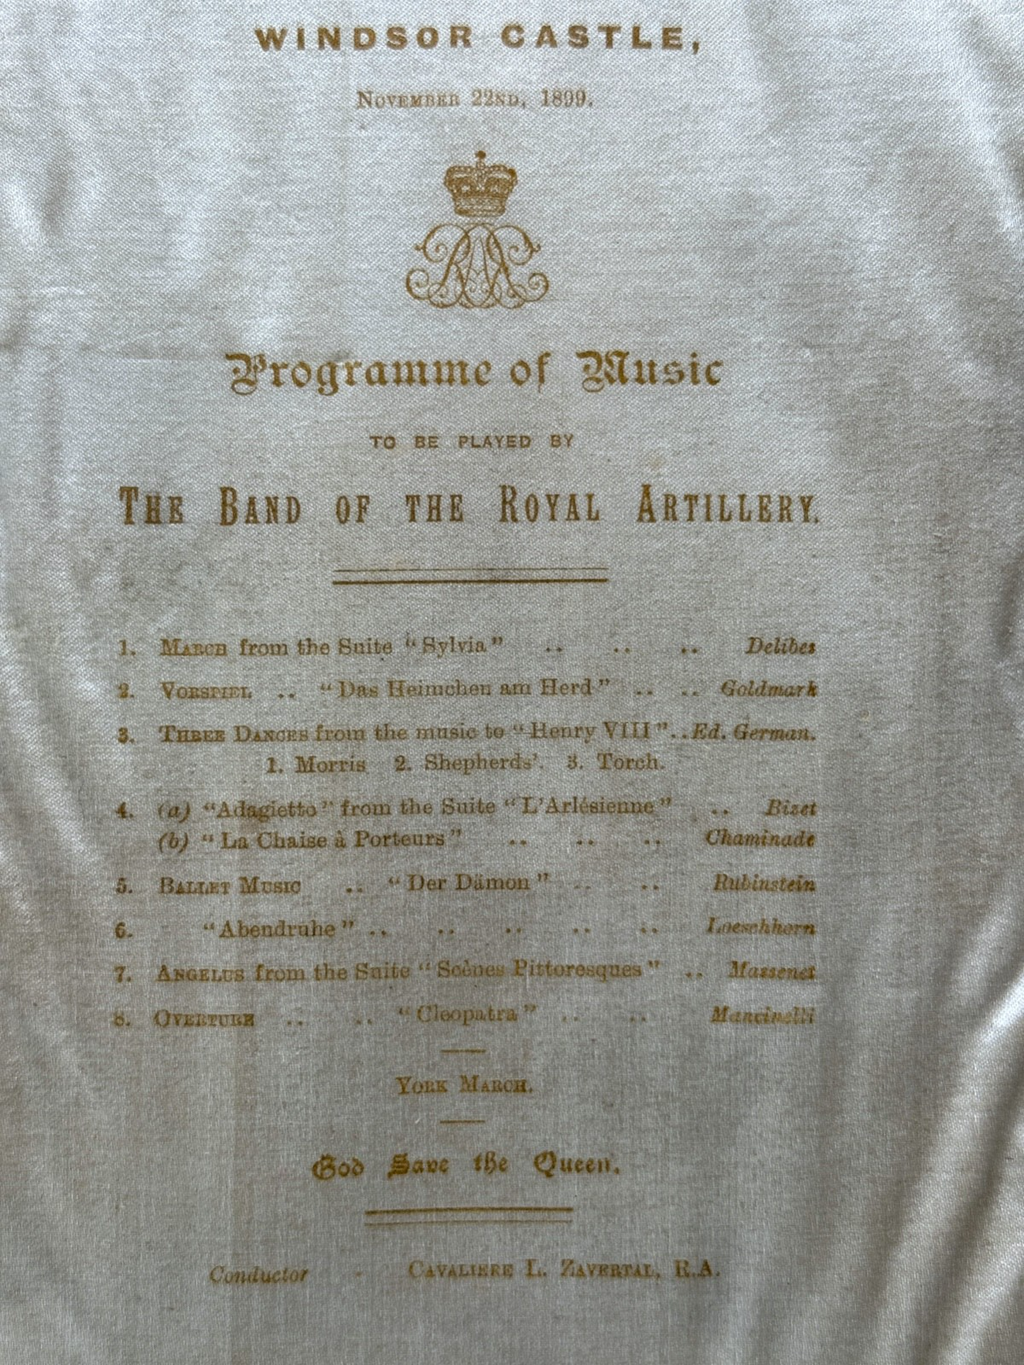 WINDSOR CASTLE,
NOVEMBER 22ND, 1899.
Programme of Music
TO BE PLAYED BY
THE BAND OF THE ROYAL ARTILLERY.
1. MARCH from the Suite "Sylvia" .. .. .. Delibes
2. VORSPIEL .. "Das Heimchen am Herd" .. .. Goldmark
3. THREE DANCES from the music to "Henry VIII" .. Ed. German.
1. Morris 2. Shepherds'. 3. Torch.
4. (a) "Adagietto" from the Suite "L'Arlésienne" .. Bizet
(b) "La Chaise à Porteurs" .. .. .. Chaminade
5. BALLET MUSIC .. "Der Dämon" .. .. Rubinstein
6. "Abendruhe" .. .. .. .. .. Loeschhorn
7. ANGELUS from the Suite "Scènes Pittoresques" .. Massenet
8. OVERTURE .. .. "Cleopatra" .. .. Mancinelli
YORK MARCH.
God Save the Queen.
Conductor - CAVALIERE L. ZAVERTAL, R.A.